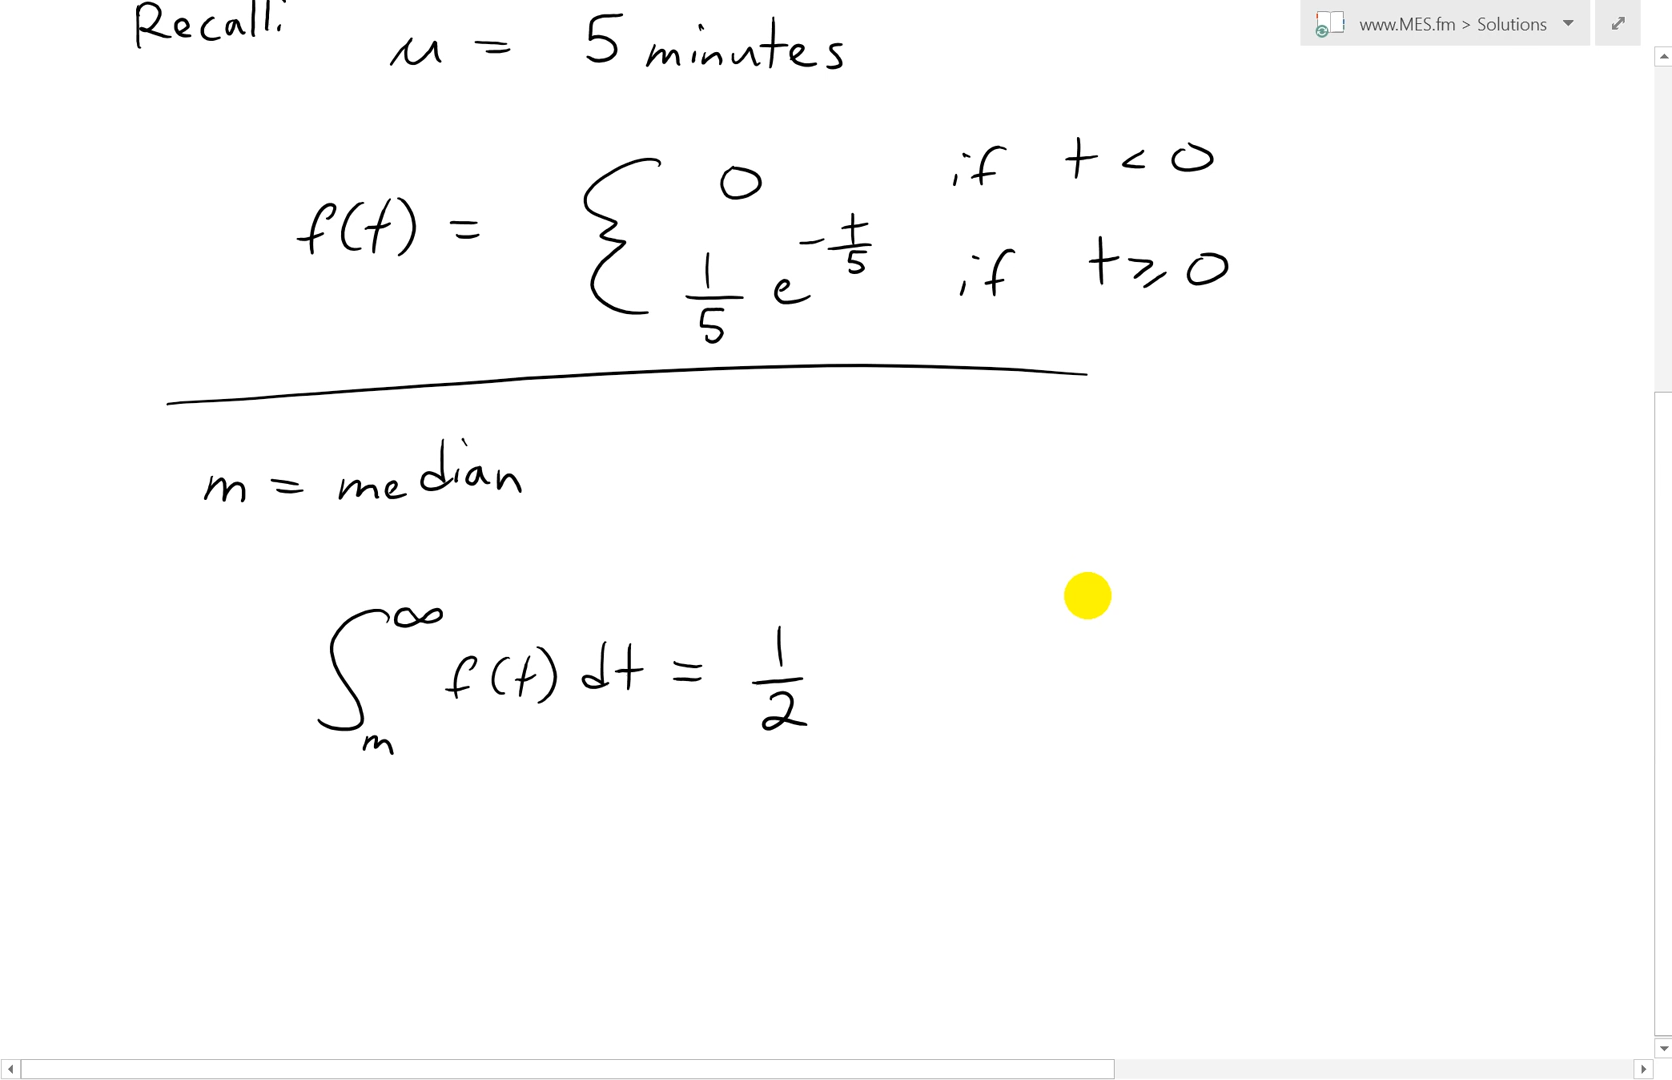 Recall:
www.MES.fm > Solutions
μ = 5 minutes
f(t) = { 0 if t < 0
1/5 e^(-t/5) if t ⩾ 0
m = median
∫_m^∞ f(t) dt = 1/2